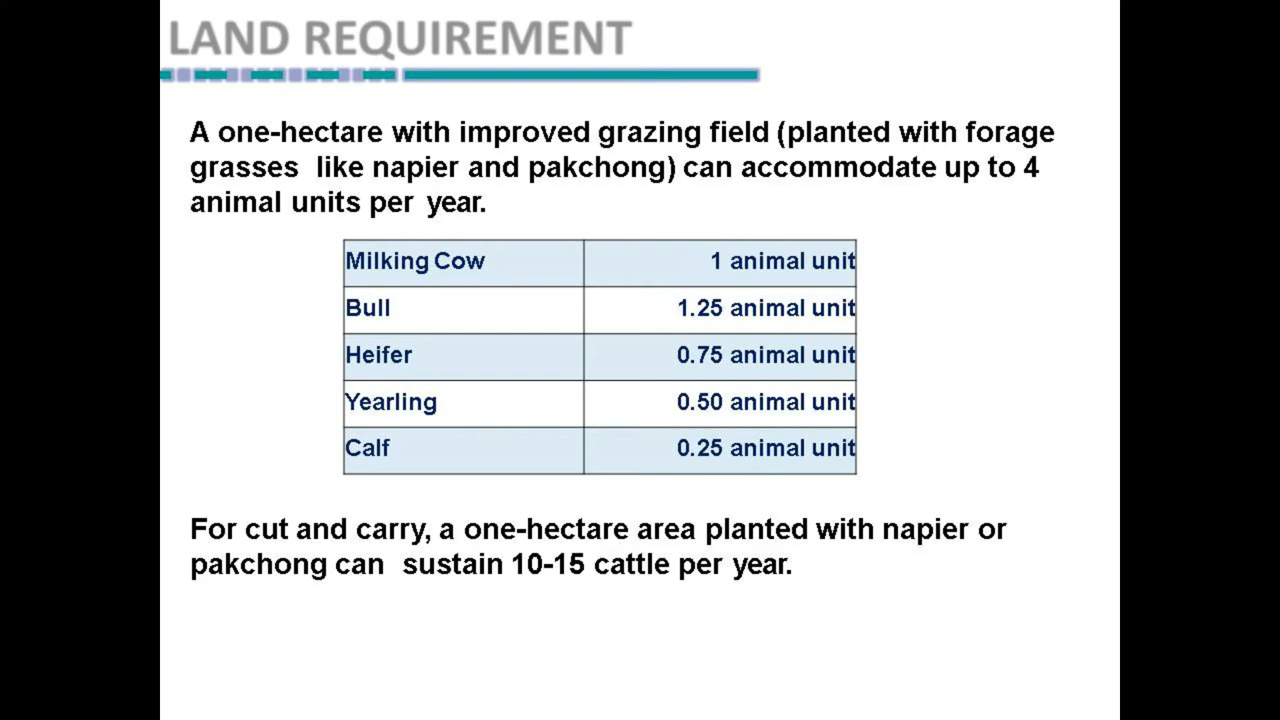 LAND REQUIREMENT
A one-hectare with improved grazing field (planted with forage
grasses like napier and pakchong) can accommodate up to 4
animal units per year.
Milking Cow 1 animal unit
Bull 1.25 animal unit
Heifer 0.75 animal unit
Yearling 0.50 animal unit
Calf 0.25 animal unit
For cut and carry, a one-hectare area planted with napier or
pakchong can sustain 10-15 cattle per year.